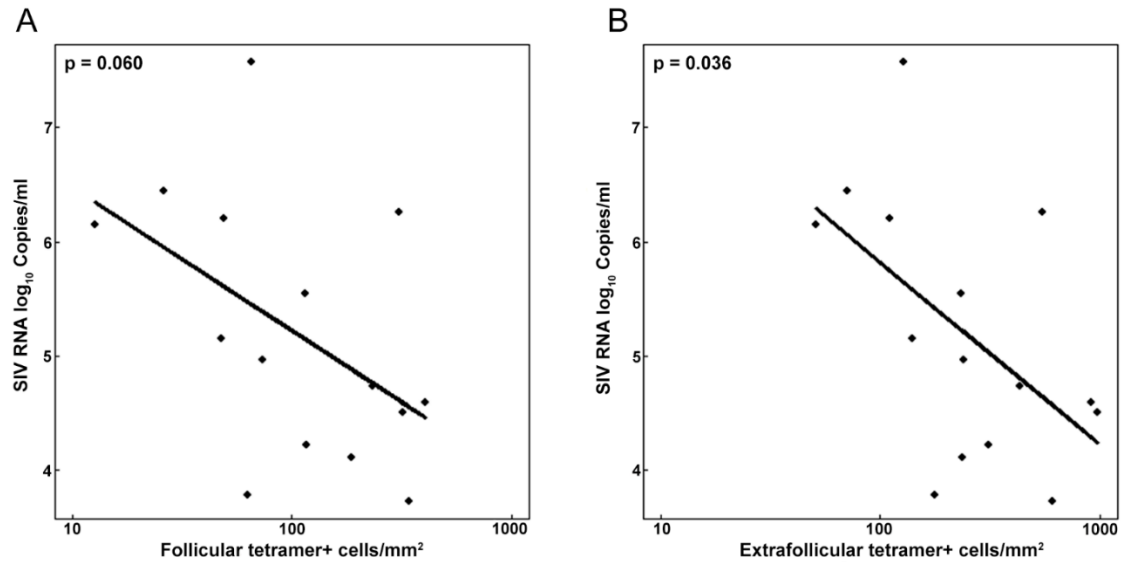 A
p = 0.060
SIV RNA log₁₀ Copies/ml
7
6
5
4
10 100 1000
Follicular tetramer+ cells/mm²
B
p = 0.036
SIV RNA log₁₀ Copies/ml
7
6
5
4
10 100 1000
Extrafollicular tetramer+ cells/mm²